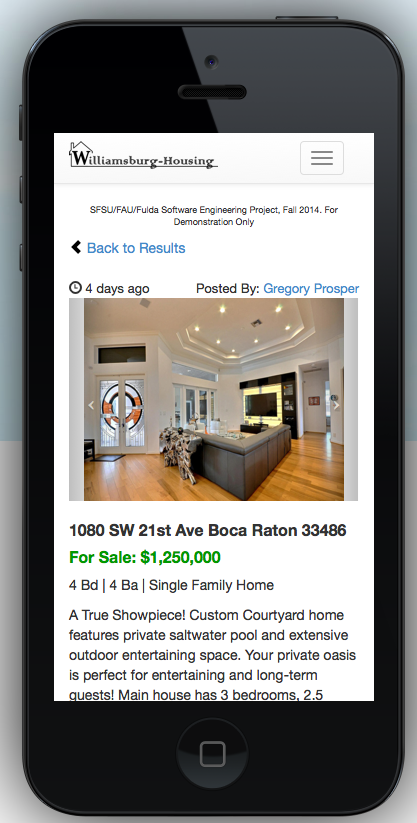 Williamsburg-Housing
SFSU/FAU/Fulda Software Engineering Project, Fall 2014. For
Demonstration Only
Back to Results
4 days ago Posted By: Gregory Prosper
1080 SW 21st Ave Boca Raton 33486
For Sale: $1,250,000
4 Bd | 4 Ba | Single Family Home
A True Showpiece! Custom Courtyard home
features private saltwater pool and extensive
outdoor entertaining space. Your private oasis
is perfect for entertaining and long-term
guests! Main house has 3 bedrooms, 2.5